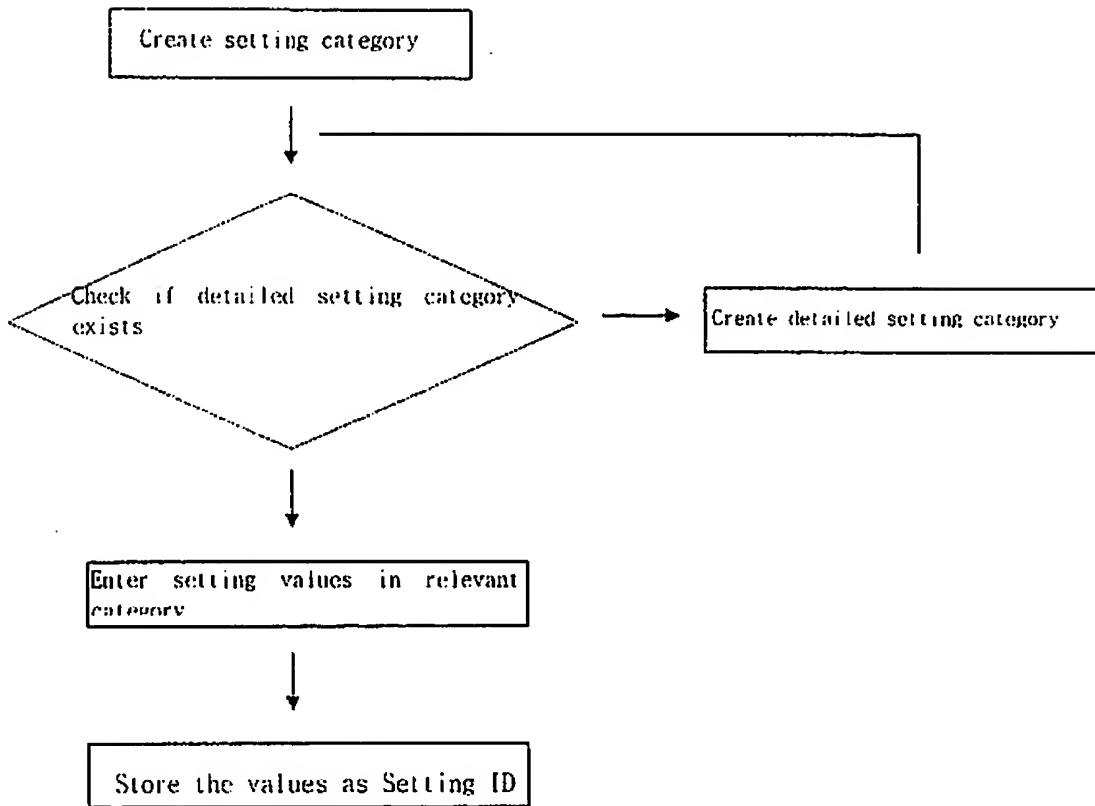 Create setting category
Check if detailed setting category
exists
Create detailed setting category
Enter setting values in relevant
category
Store the values as Setting ID